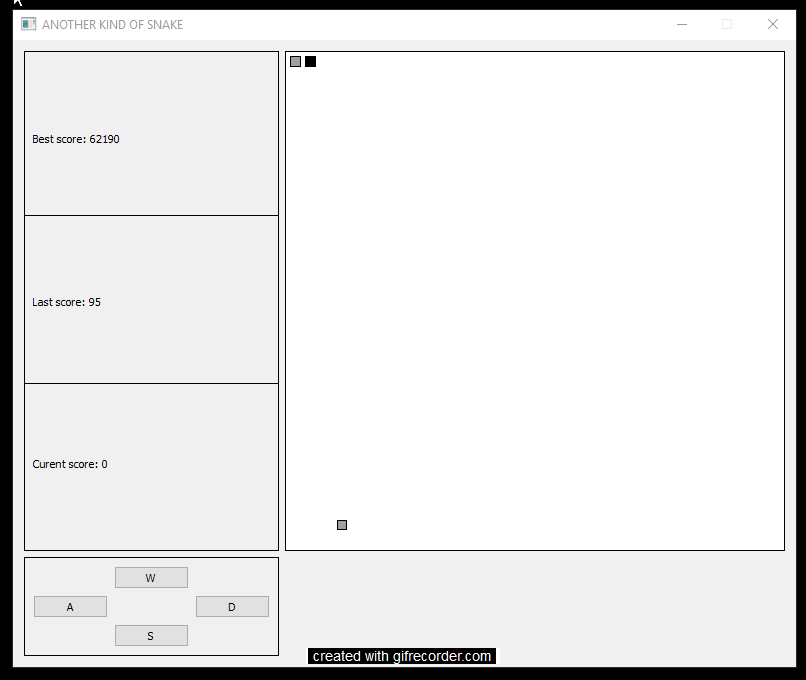 ANOTHER KIND OF SNAKE
Best score: 62190
Last score: 95
Curent score: 0
W
A
D
S
created with gifrecorder.com